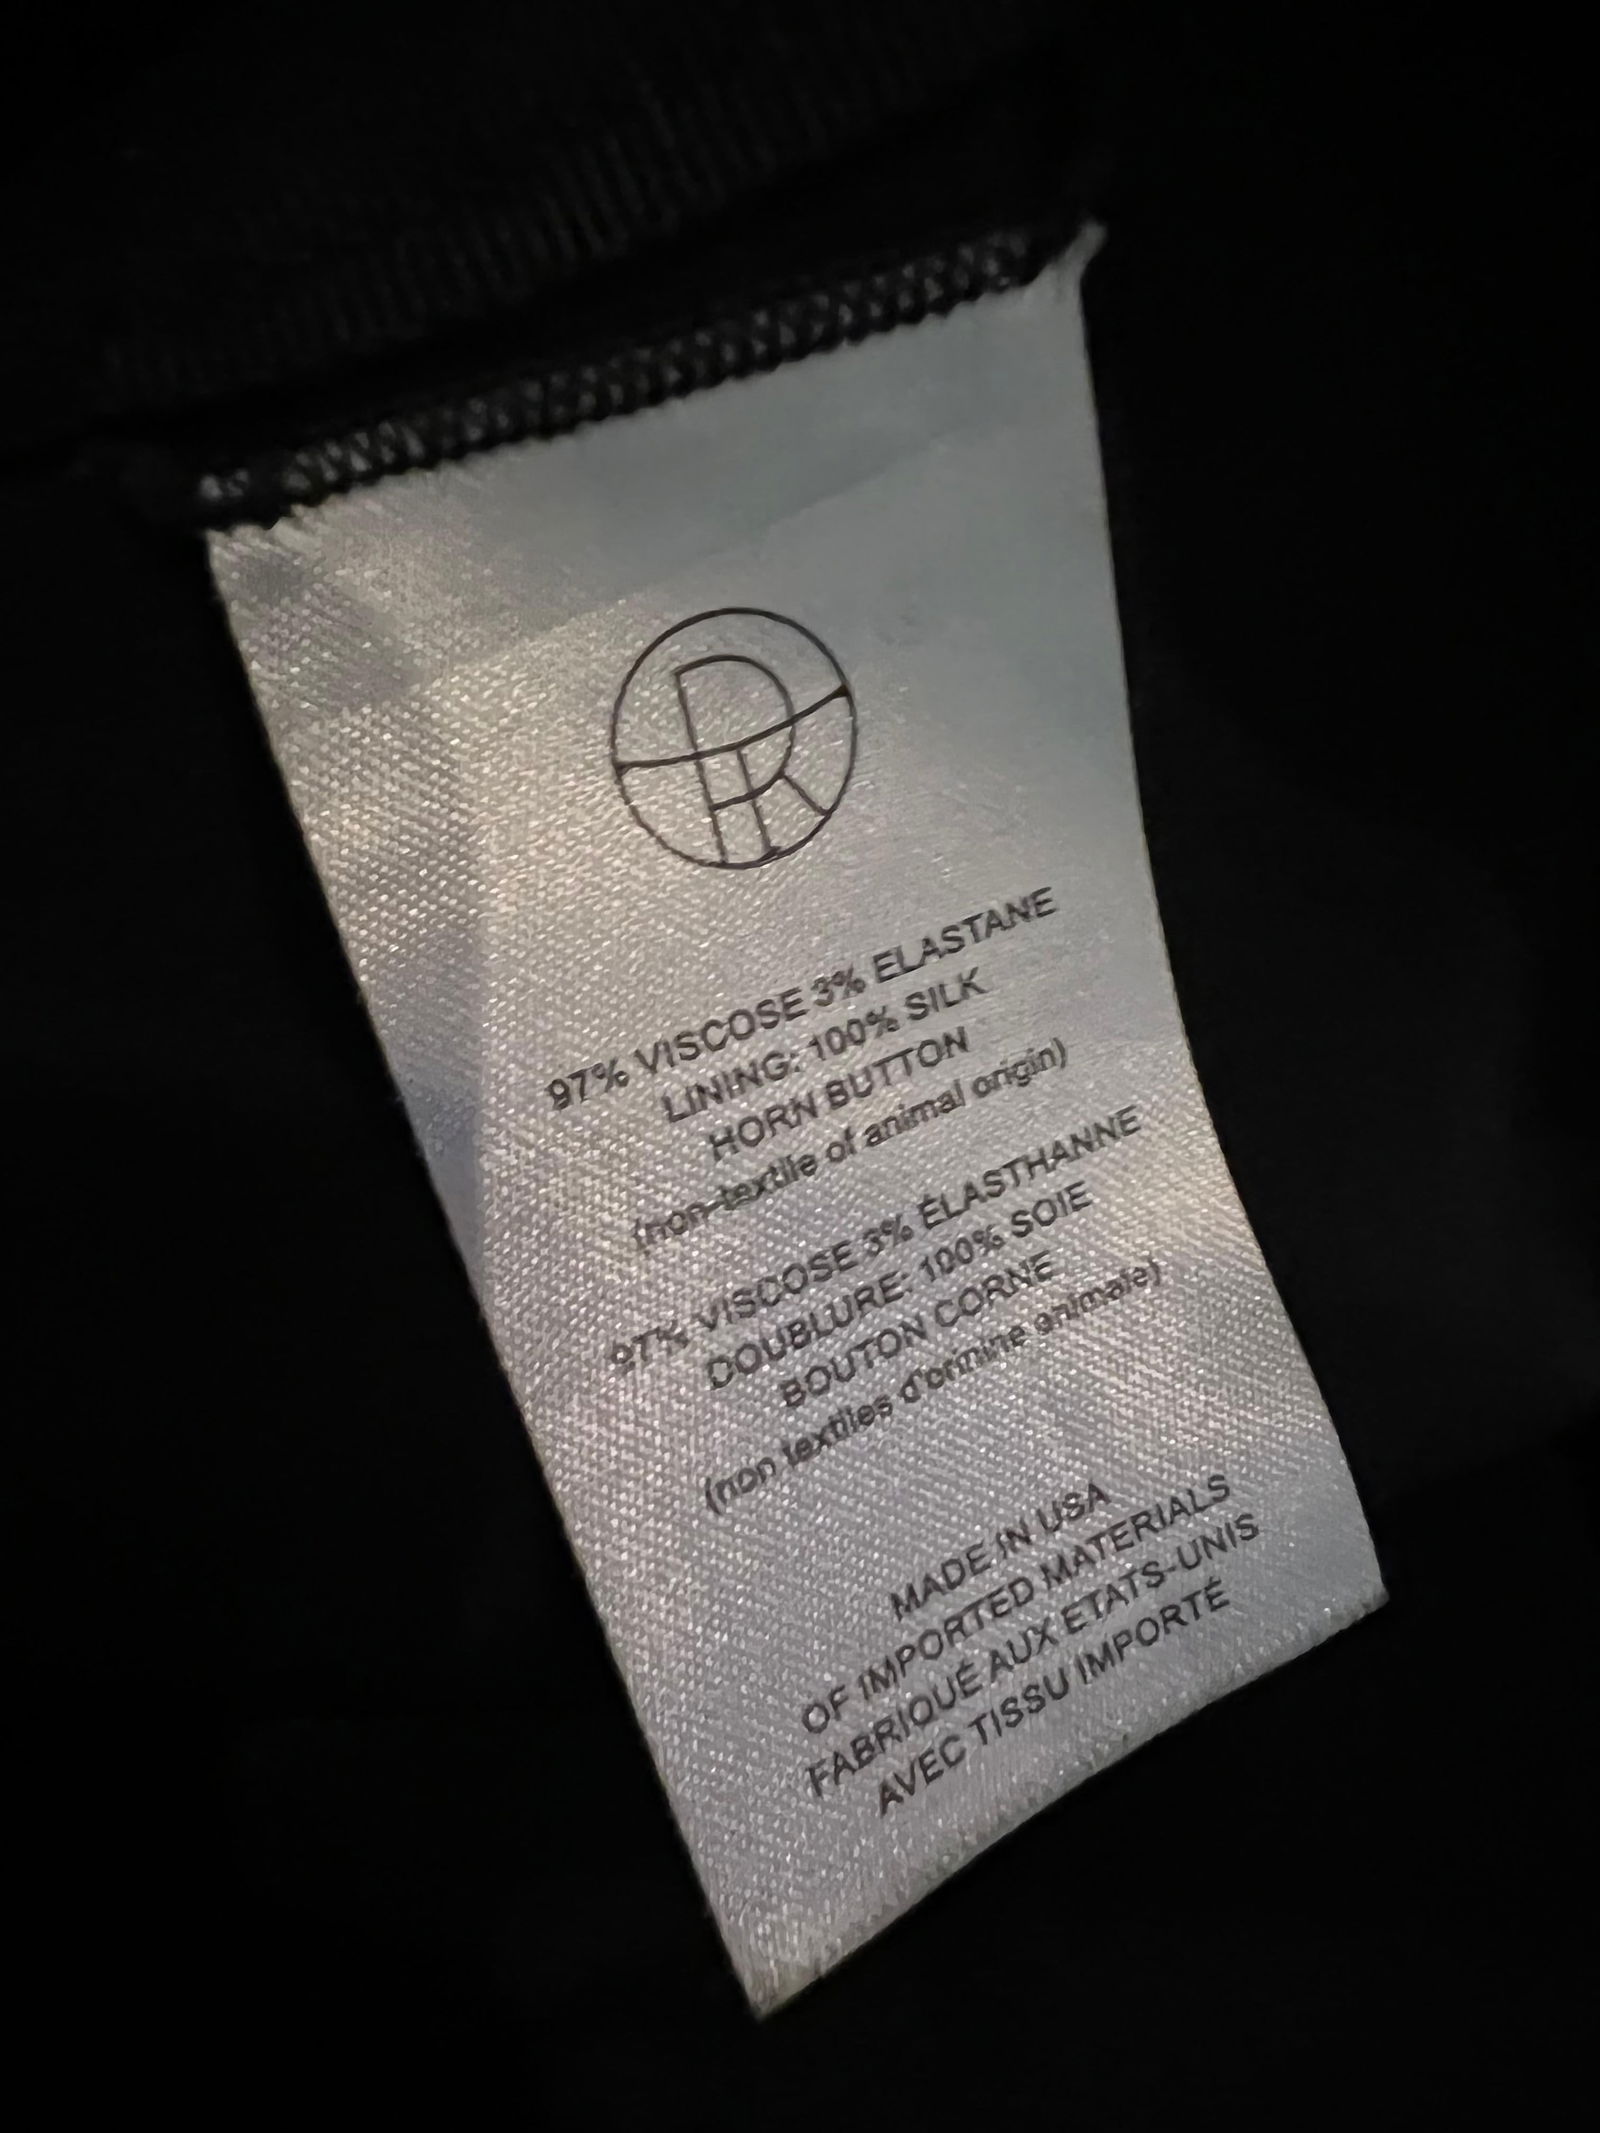 97% VISCOSE 3% ELASTANE
LINING: 100% SILK
HORN BUTTON
(non-textile of animal origin)
97% VISCOSE 3% ÉLASTHANNE
DOUBLURE: 100% SOIE
BOUTON CORNE
(non textiles d'orimine animale)
MADE IN USA
OF IMPORTED MATERIALS
FABRIQUÉ AUX ETATS-UNIS
AVEC TISSU IMPORTÉ